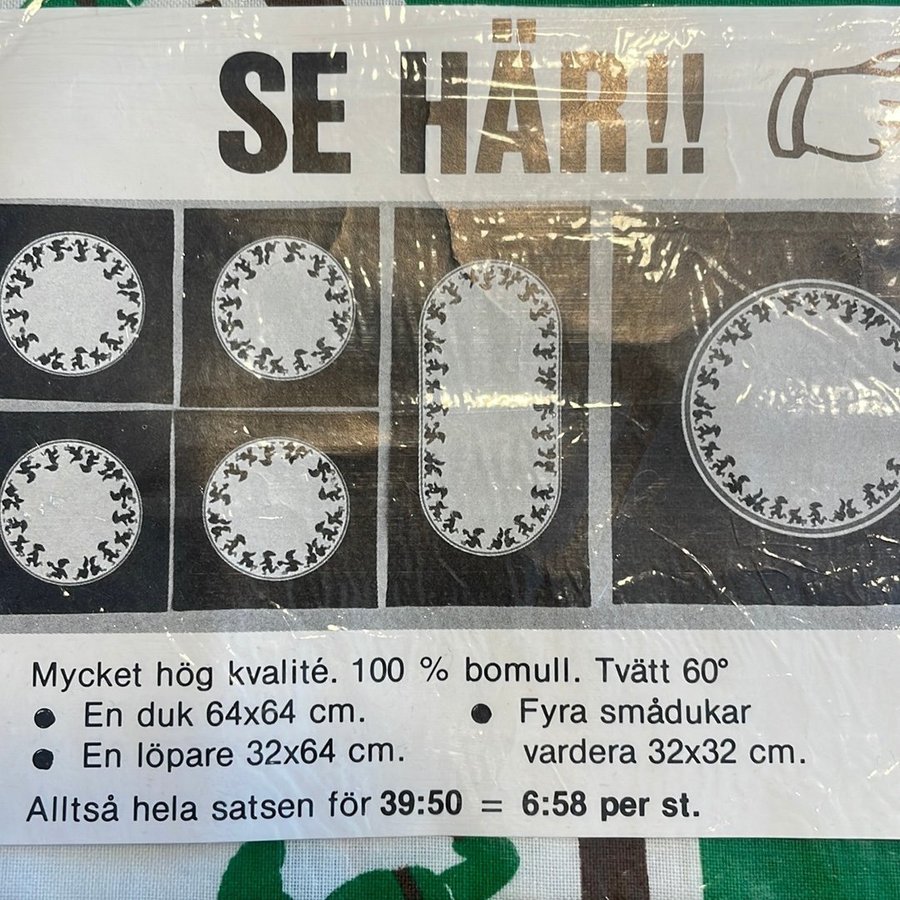 SE HÄR!!
Mycket hög kvalité. 100 % bomull. Tvätt 60°
● En duk 64x64 cm.
● En löpare 32x64 cm.
● Fyra smådukar
vardera 32x32 cm.
Alltså hela satsen för 39:50 = 6:58 per st.